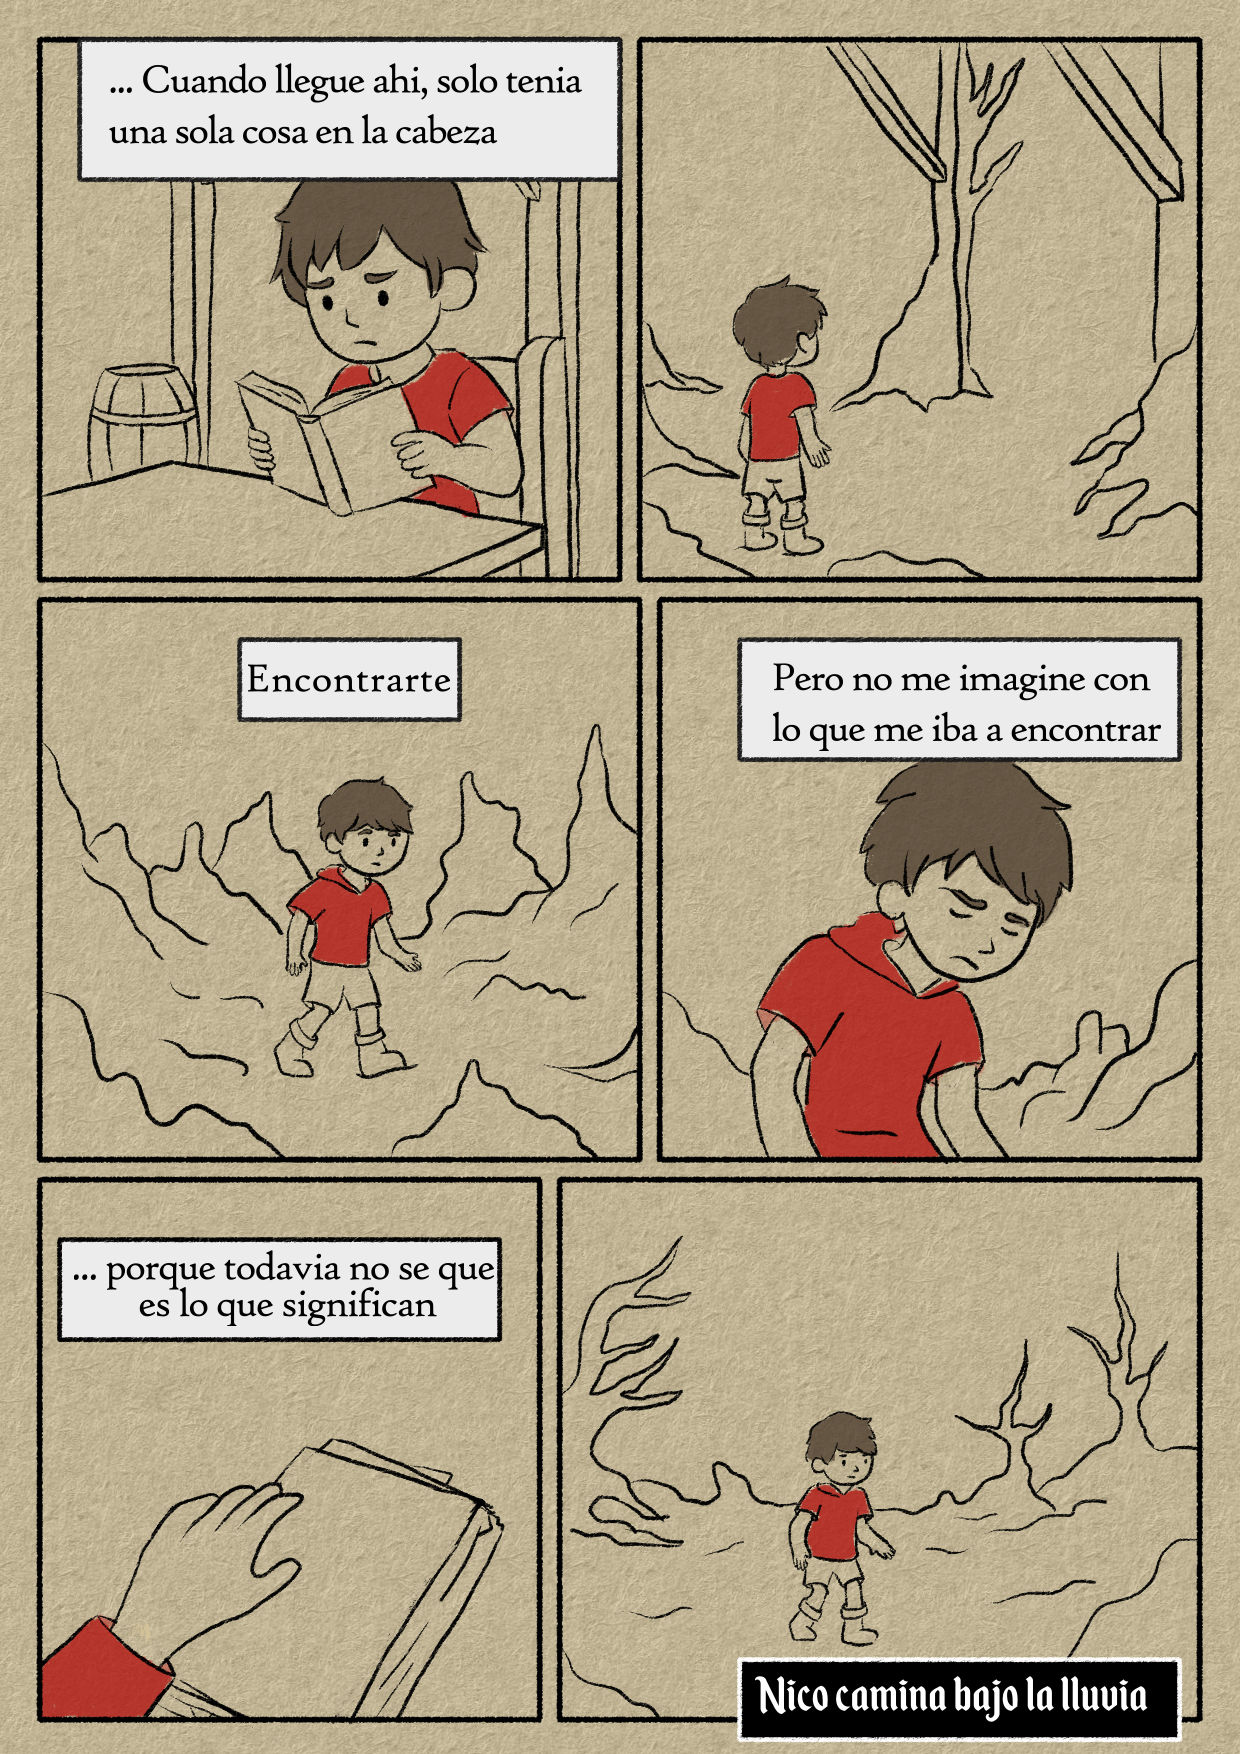 ... Cuando llegue ahi, solo tenia
una sola cosa en la cabeza
Encontrarte
Pero no me imagine con
lo que me iba a encontrar
... porque todavia no se que
es lo que significan
Nico camina bajo la lluvia